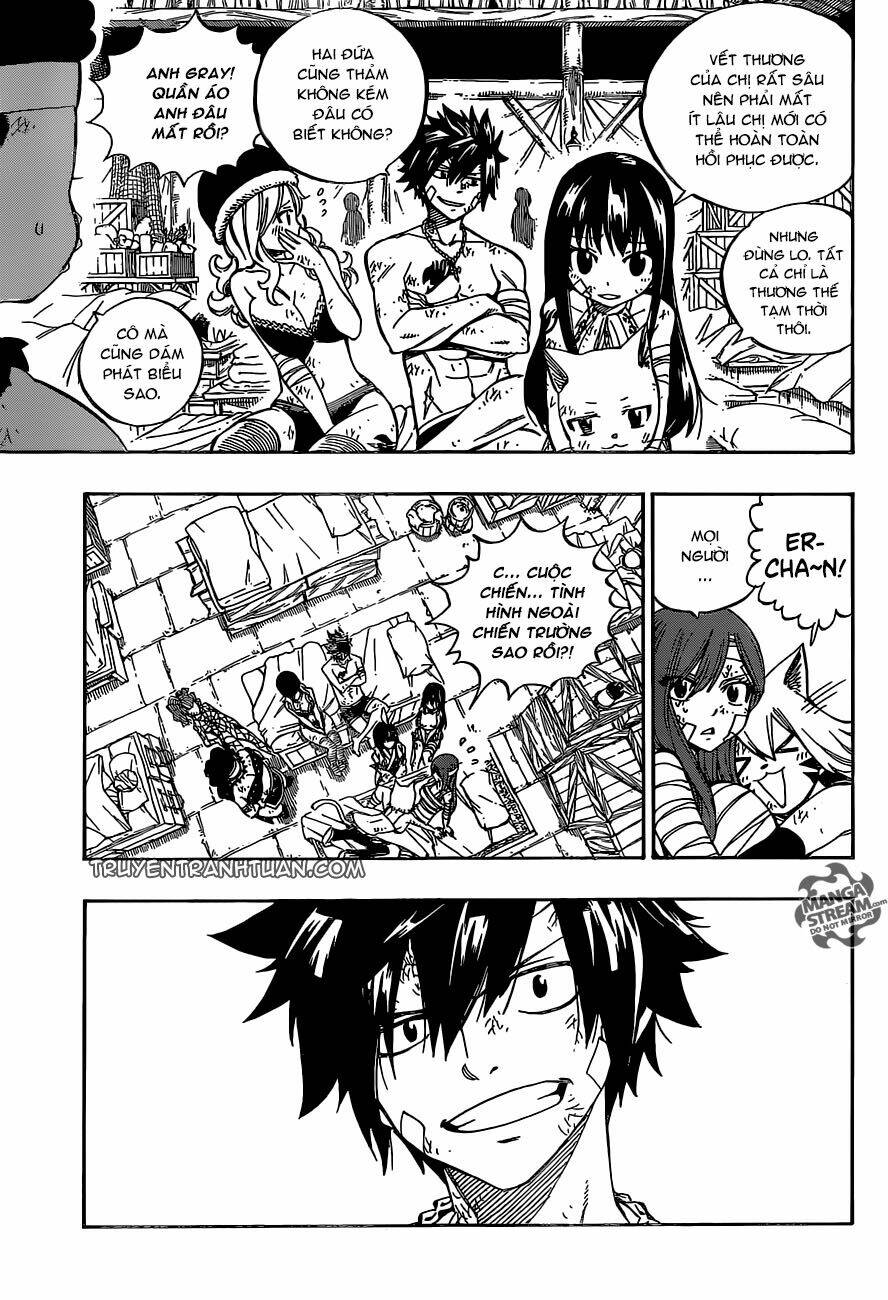 VẾT THƯƠNG
CỦA CHỊ RẤT SÂU
NÊN PHẢI MẤT
ÍT LÂU CHỊ MỚI CÓ
THỂ HOÀN TOÀN
HỒI PHỤC ĐƯỢC.
NHƯNG
ĐỪNG LO. TẤT
CẢ CHỈ LÀ
THƯƠNG THẾ
TẠM THỜI
THÔI.
HAI ĐỨA
CŨNG THẢM
KHÔNG KÉM
ĐÂU CÓ
BIẾT KHÔNG?
ANH GRAY!
QUẦN ÁO
ANH ĐÂU
MẤT RỒI?
CÔ MÀ
CŨNG DÁM
PHÁT BIỂU
SAO.
ER-
CHA~N!
MỌI
NGƯỜI
...
C... CUỘC
CHIẾN... TÌNH
HÌNH NGOÀI
CHIẾN TRƯỜNG
SAO RỒI?!
TRUYENTRANHTUAN.COM
MANGA
STREAM.com
DO NOT MIRROR